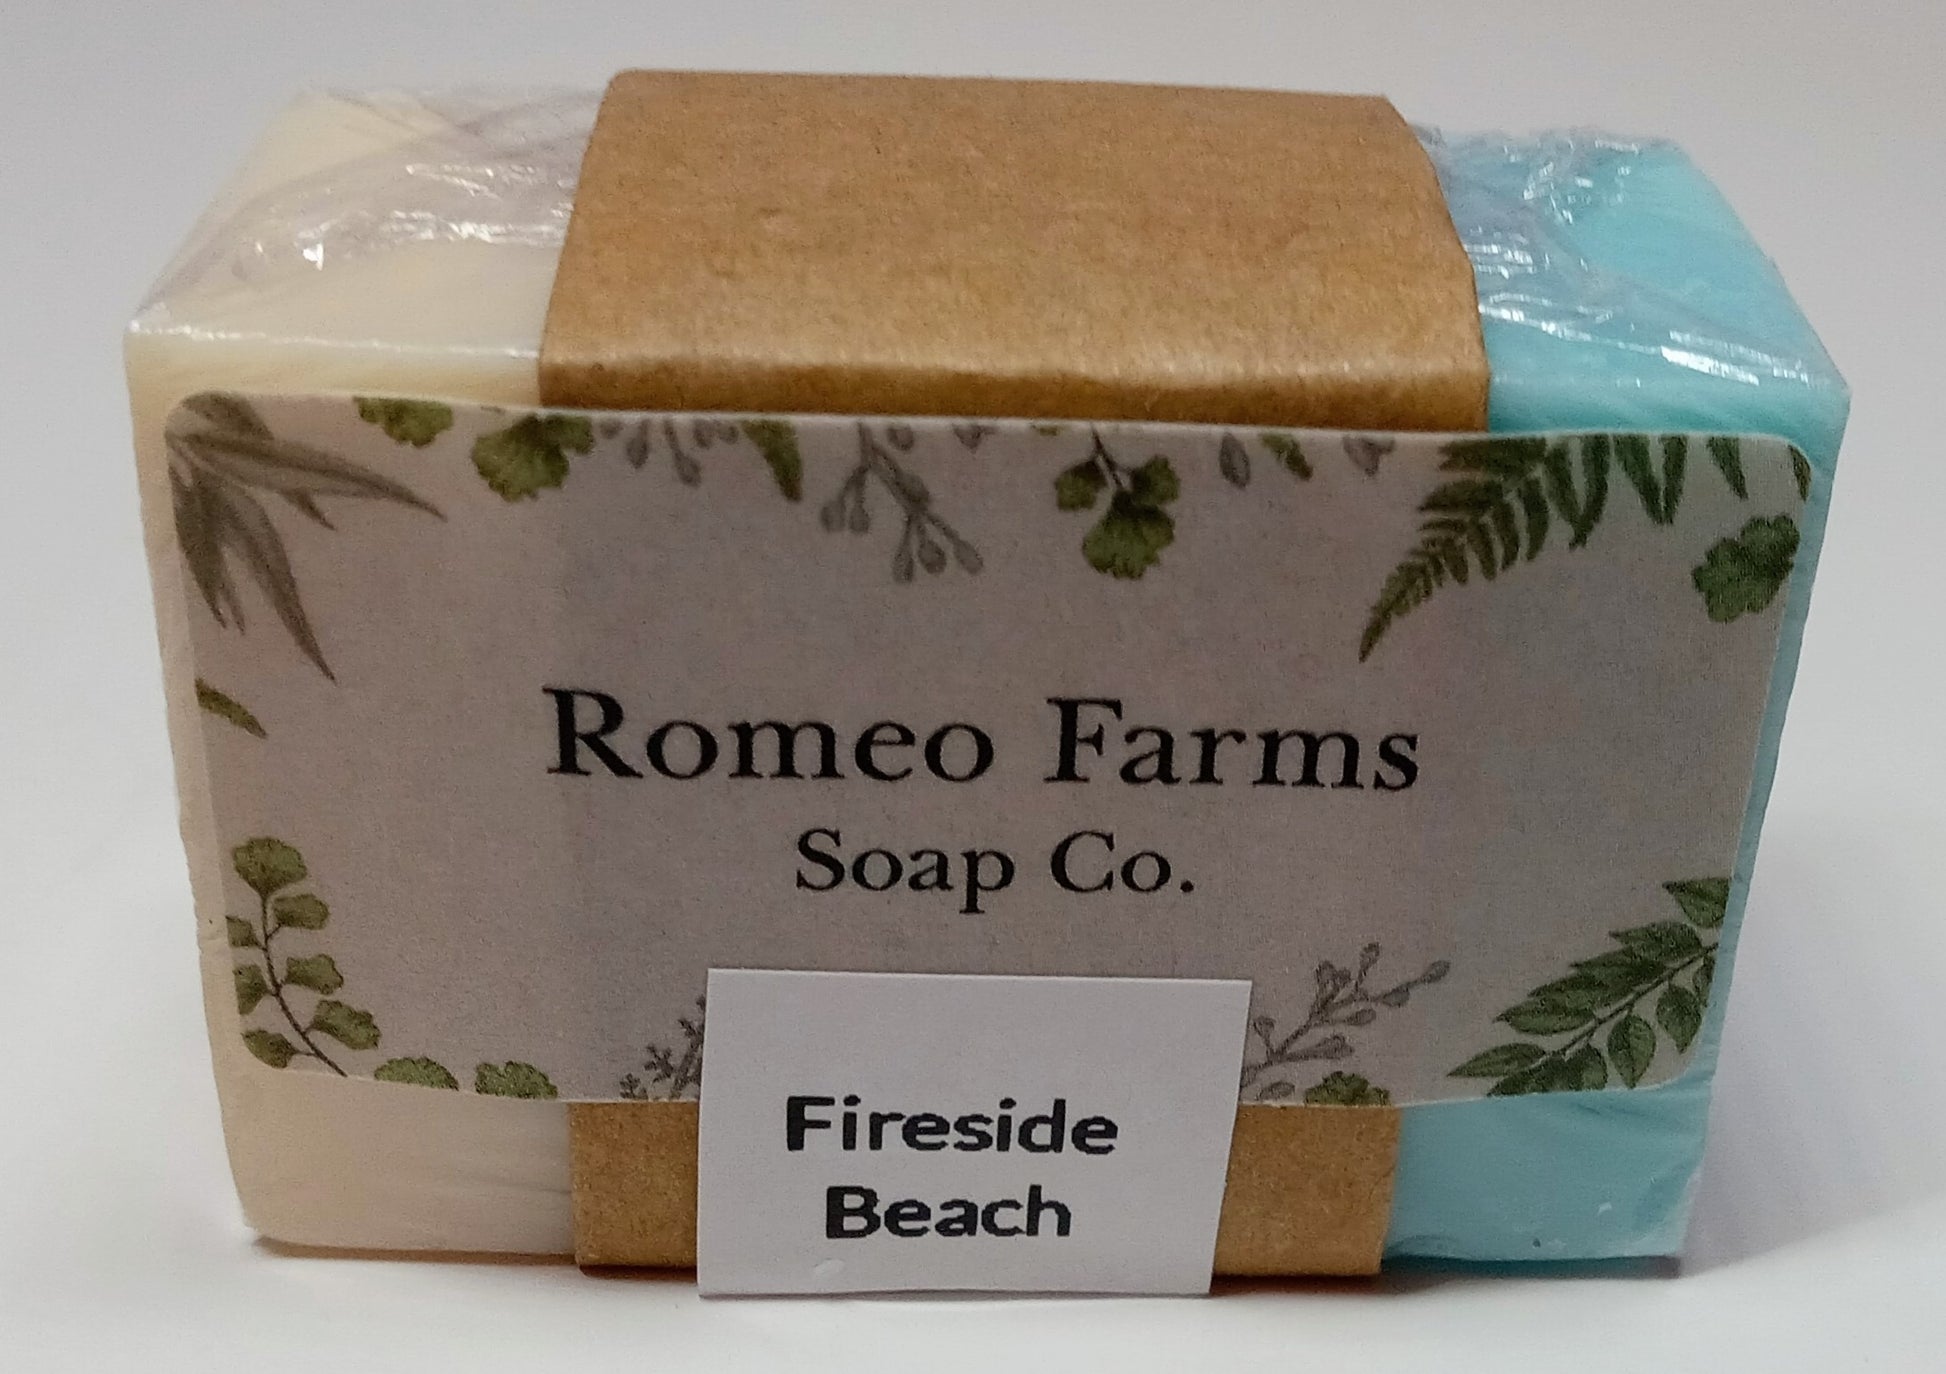 Romeo Farms
Soap Co.
Fireside
Beach